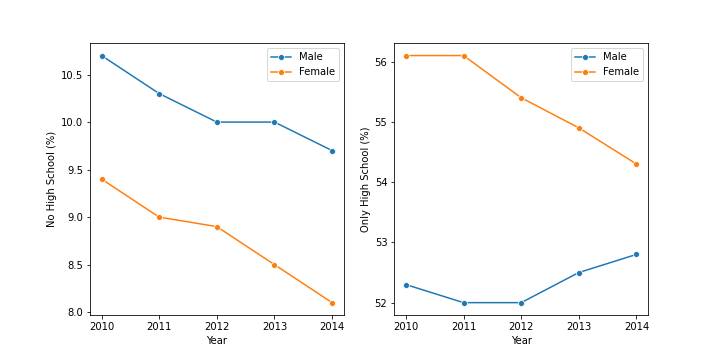 Male
Female
10.5
10.0
9.5
9.0
8.5
8.0
No High School (%)
2010 2011 2012 2013 2014
Year
Male
Female
56
55
54
53
52
Only High School (%)
2010 2011 2012 2013 2014
Year